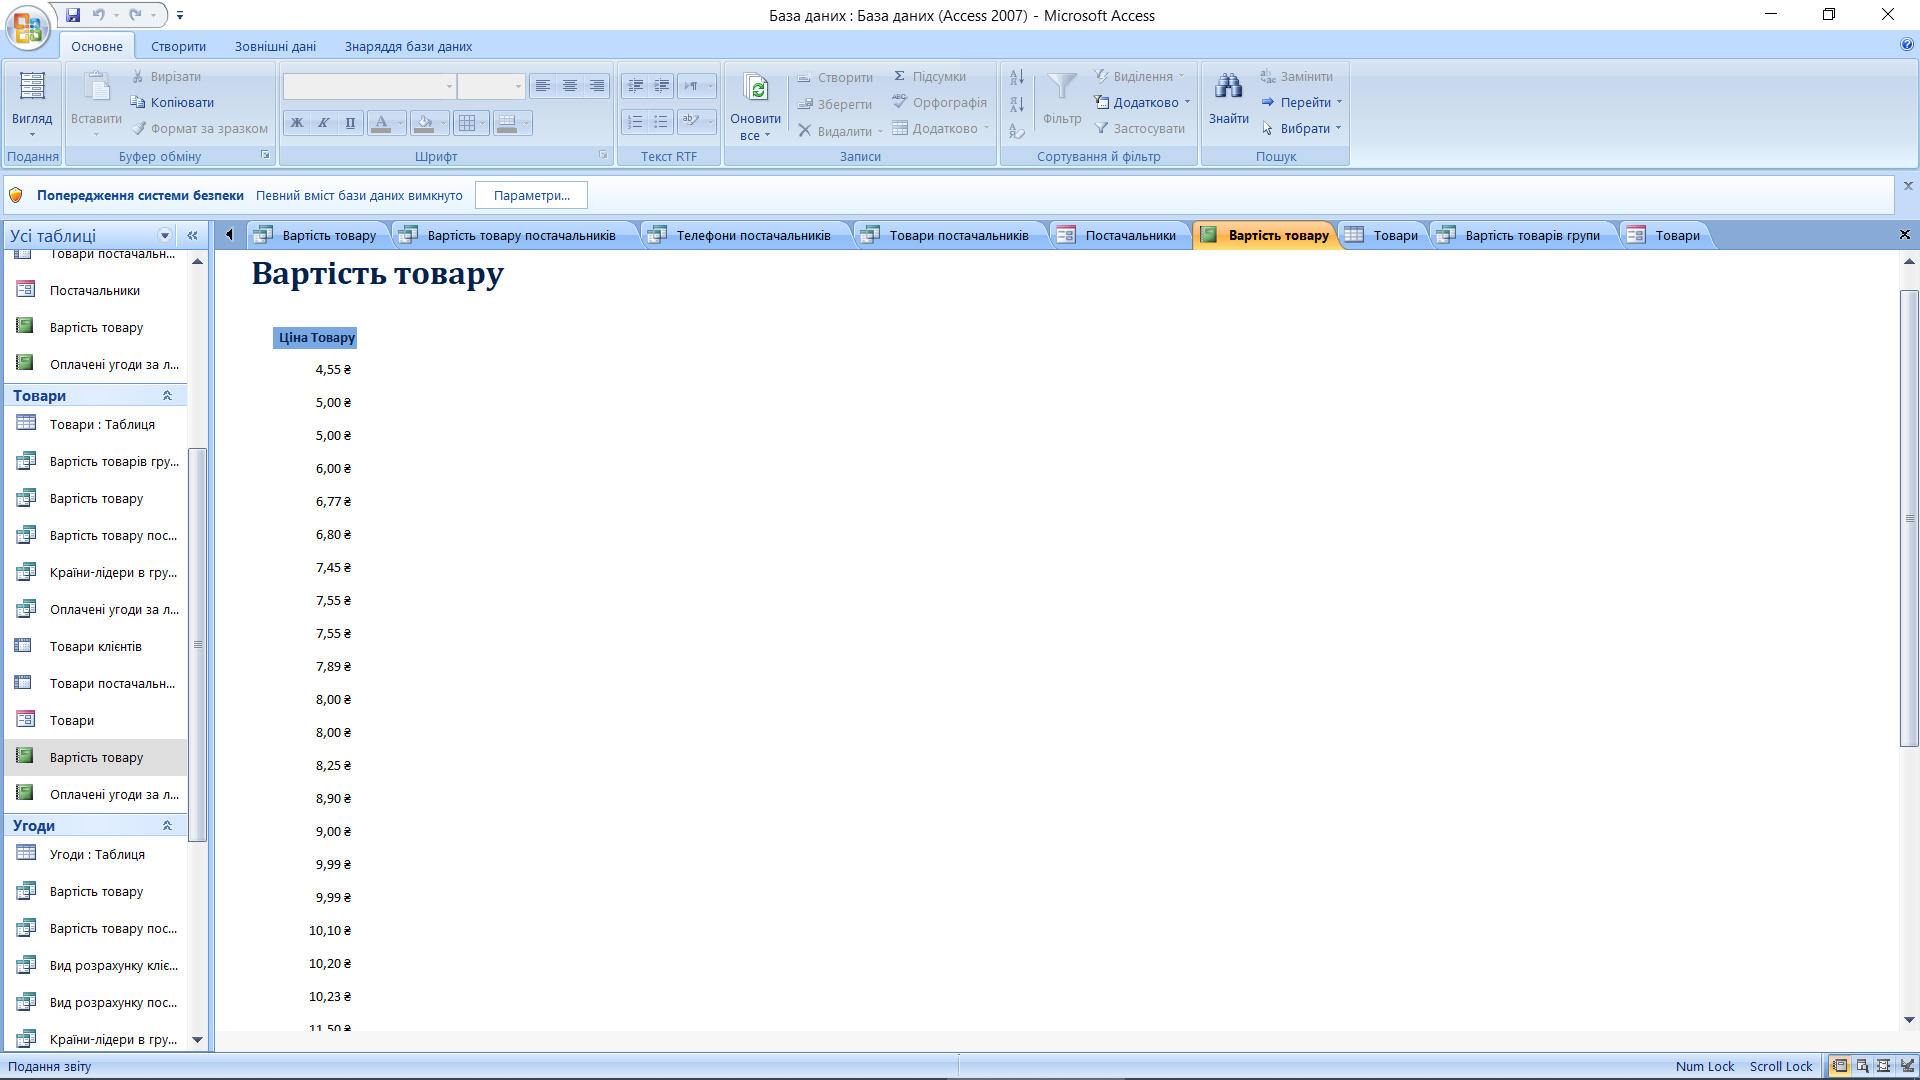 База даних : База даних (Access 2007) - Microsoft Access
Основне Створити Зовнішні дані Знаряддя бази даних
Вигляд
Подання
Вставити
Вирізати
Копіювати
Формат за зразком
Буфер обміну
Ж К П
A
Шрифт
Текст RTF
Оновити
все
Створити
Зберегти
Видалити
Σ Підсумки
Орфографія
Додатково
Записи
Фільтр
Виділення
Додатково
Застосувати
Сортування й фільтр
Знайти
Замінити
Перейти
Вибрати
Пошук
Попередження системи безпеки Певний вміст бази даних вимкнуто Параметри...
Усі таблиці
Товари постачальн...
Постачальники
Вартість товару
Оплачені угоди за л...
Товари
Товари : Таблиця
Вартість товарів гру...
Вартість товару
Вартість товару пос...
Країни-лідери в гру...
Оплачені угоди за л...
Товари клієнтів
Товари постачальн...
Товари
Вартість товару
Оплачені угоди за л...
Угоди
Угоди : Таблиця
Вартість товару
Вартість товару пос...
Вид розрахунку кліє...
Вид розрахунку пос...
Країни-лідери в гру...
Вартість товару Вартість товару постачальників Телефони постачальників Товари постачальників Постачальники Вартість товару Товари Вартість товарів групи Товари
Вартість товару
Ціна Товару
4,55 ₴
5,00 ₴
5,00 ₴
6,00 ₴
6,77 ₴
6,80 ₴
7,45 ₴
7,55 ₴
7,55 ₴
7,89 ₴
8,00 ₴
8,00 ₴
8,25 ₴
8,90 ₴
9,00 ₴
9,99 ₴
9,99 ₴
10,10 ₴
10,20 ₴
10,23 ₴
11,50 ₴
Подання звіту
Num Lock Scroll Lock